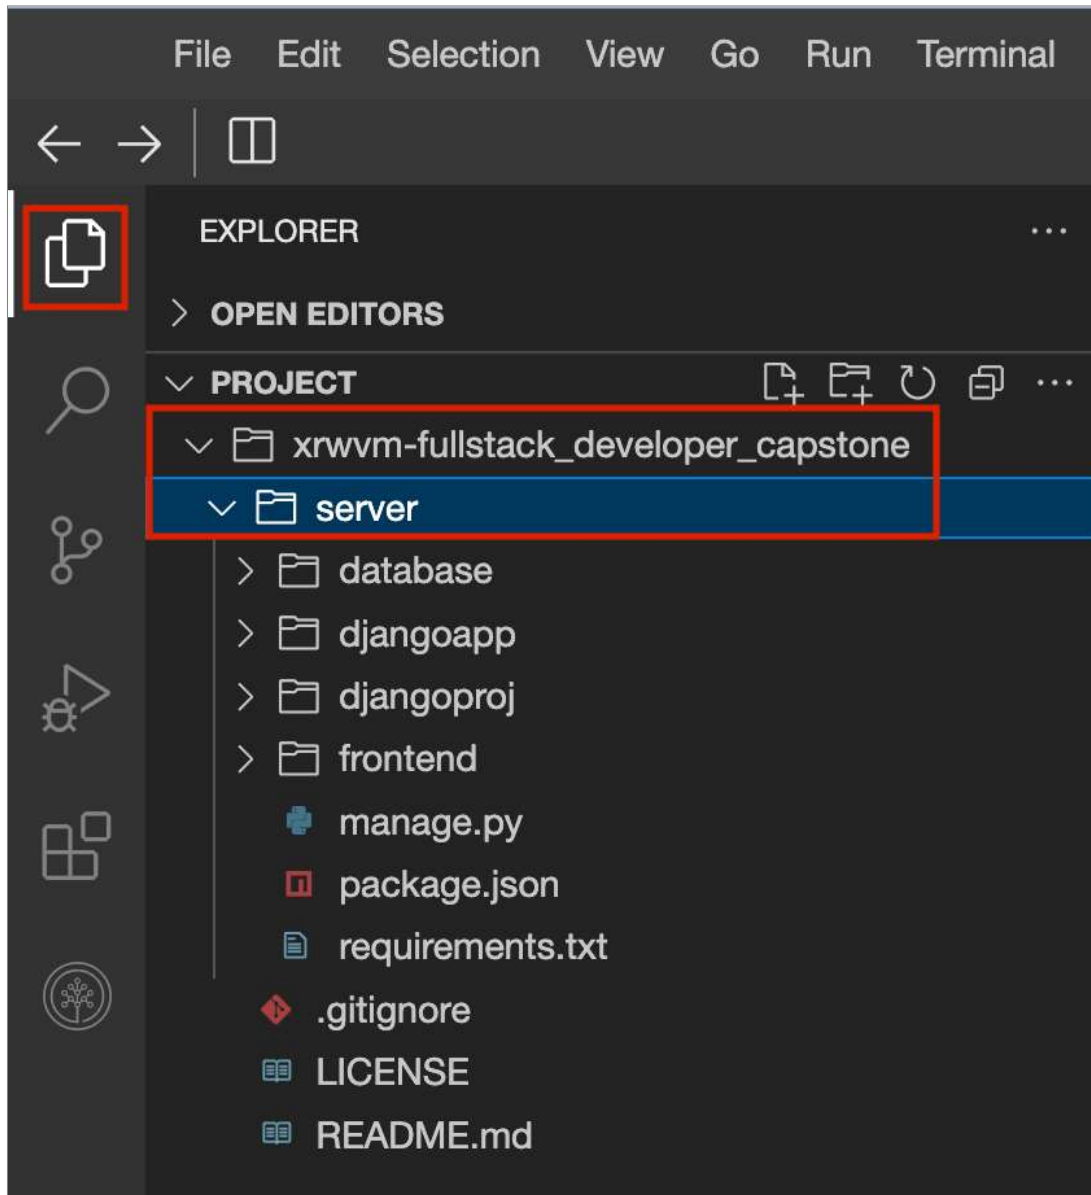 File Edit Selection View Go Run Terminal
EXPLORER
OPEN EDITORS
PROJECT
xrwvm-fullstack_developer_capstone
server
database
djangoapp
djangoproj
frontend
manage.py
package.json
requirements.txt
.gitignore
LICENSE
README.md